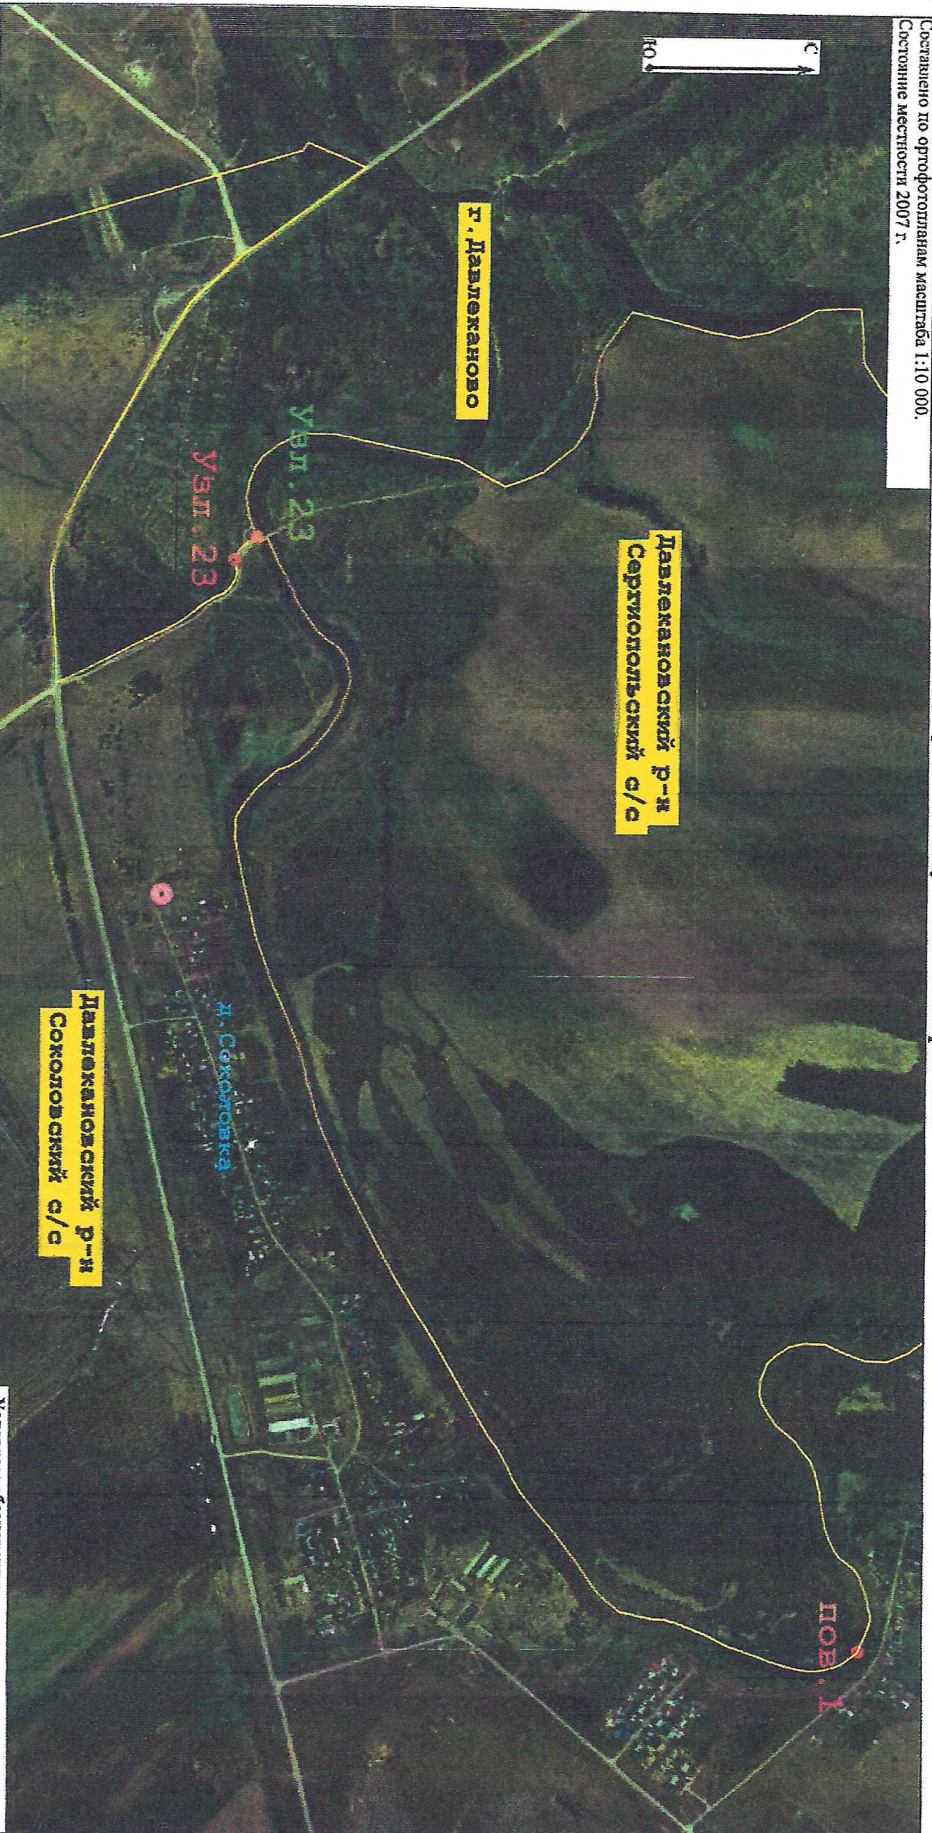 Составлено по ортофотопланам масштаба 1:10 000.
Состояние местности 2007 г.
С
Ю
г. Давлеканово
Давлекановский р-н
Сергиопольский с/с
пов. 1
узл. 23
узл. 23
д. Соколовка
Давлекановский р-н
Соколовский с/с